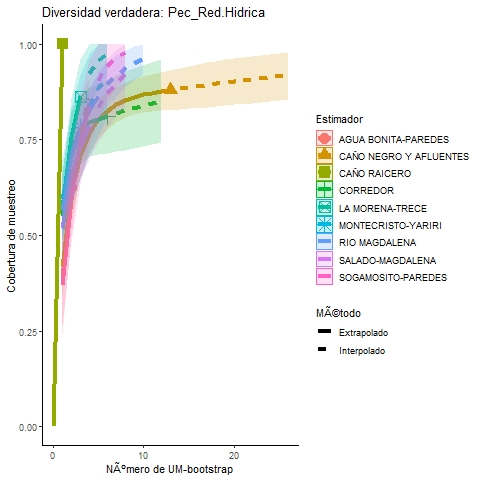 Diversidad verdadera: Pec_Red.Hidrica
1.00
0.75
0.50
0.25
0.00
Cobertura de muestreo
0
10
20
NÃºmero de UM-bootstrap
Estimador
AGUA BONITA-PAREDES
CAÑO NEGRO Y AFLUENTES
CAÑO RAICERO
CORREDOR
LA MORENA-TRECE
MONTECRISTO-YARIRI
RIO MAGDALENA
SALADO-MAGDALENA
SOGAMOSITO-PAREDES
MÃ©todo
Extrapolado
Interpolado